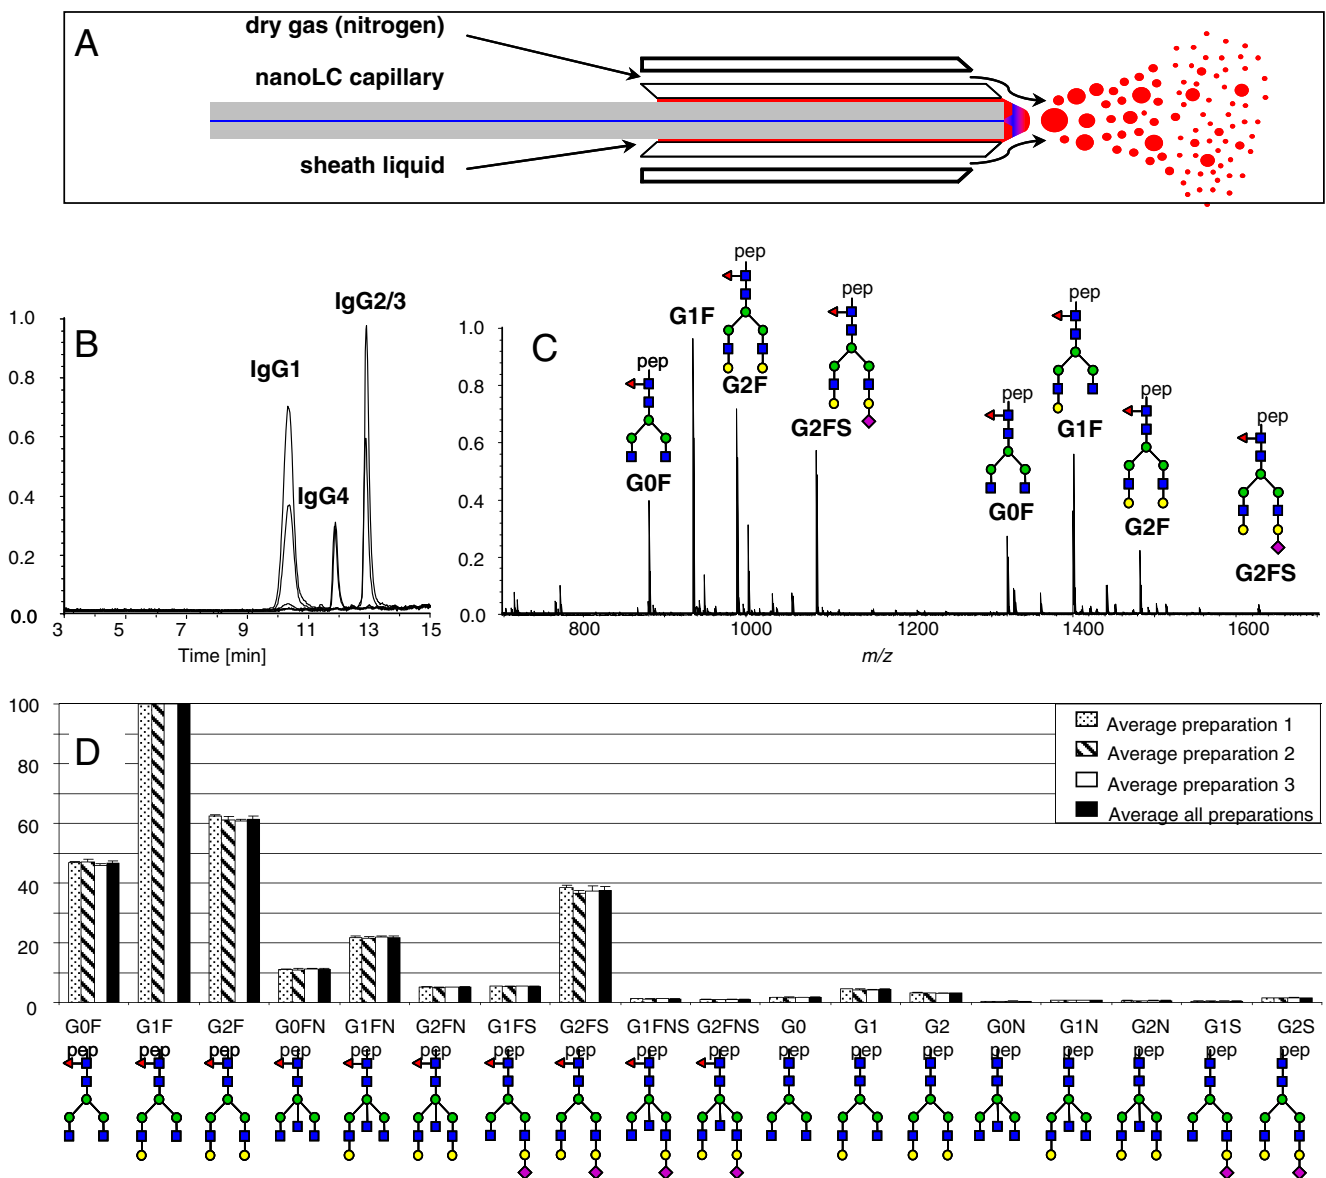 A
dry gas (nitrogen)
nanoLC capillary
sheath liquid
B
IgG1
IgG4
IgG2/3
1.0
0.8
0.6
0.4
0.2
0.0
3 5 7 9 11 13 15
Time [min]
C
pep
G0F
G1F
pep
G2F
pep
G2FS
pep
G0F
pep
G1F
pep
G2F
pep
G2FS
1.0
0.8
0.6
0.4
0.2
0.0
800 1000 1200 1400 1600
m/z
D
100
80
60
40
20
0
Average preparation 1
Average preparation 2
Average preparation 3
Average all preparations
G0F G1F G2F G0FN G1FN G2FN G1FS G2FS G1FNS G2FNS G0 G1 G2 G0N G1N G2N G1S G2S
pep pep pep pep pep pep pep pep pep pep pep pep pep pep pep pep pep pep